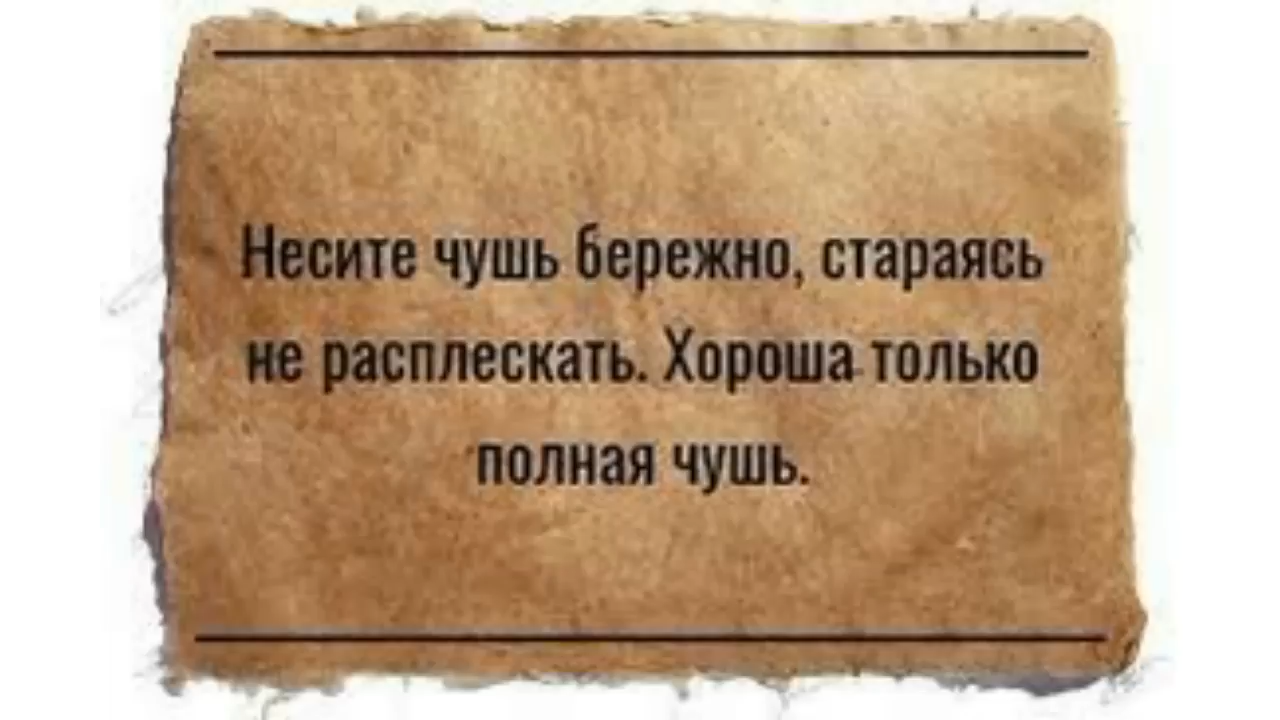 Несите чушь бережно, стараясь
не расплескать. Хороша только
полная чушь.